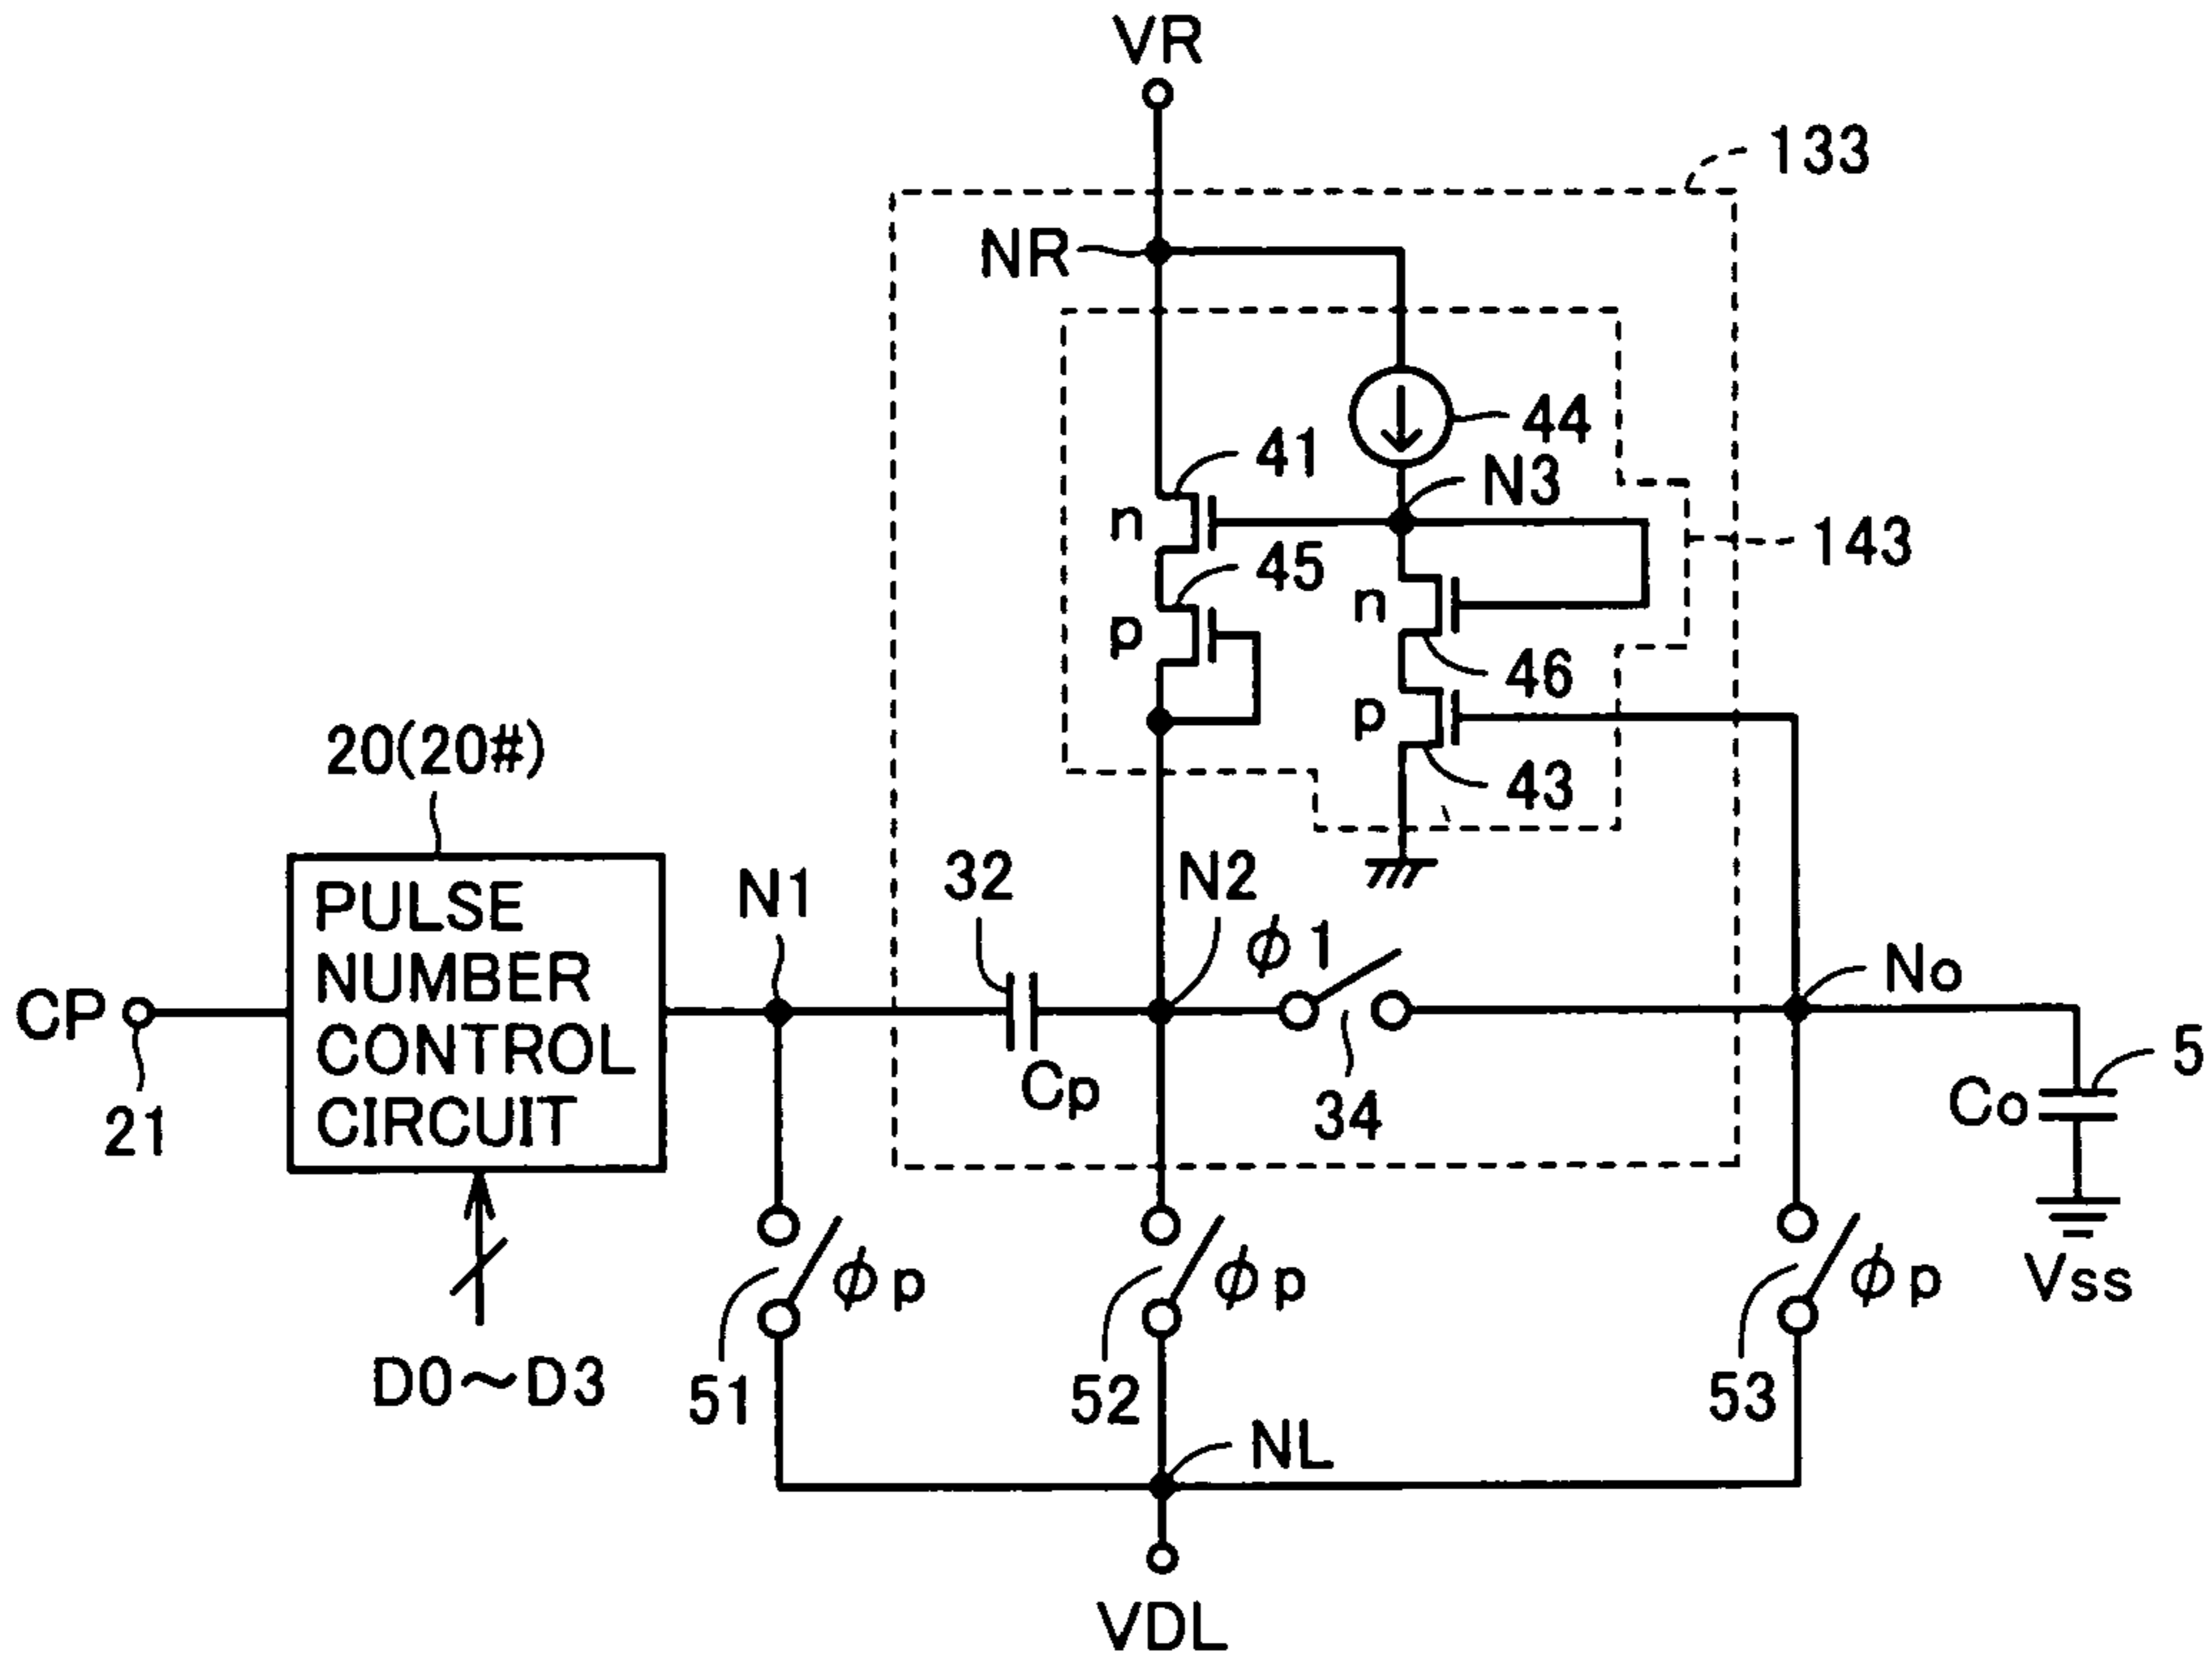 VR
133
NR
44
41
N3
n
45
143
n
p
46
p
43
20(20#)
32
N2
N1
φ1
No
PULSE
NUMBER
CONTROL
CIRCUIT
CP
21
Cp
34
5
Co
Vss
φp
φp
φp
D0~D3
51
52
53
NL
VDL